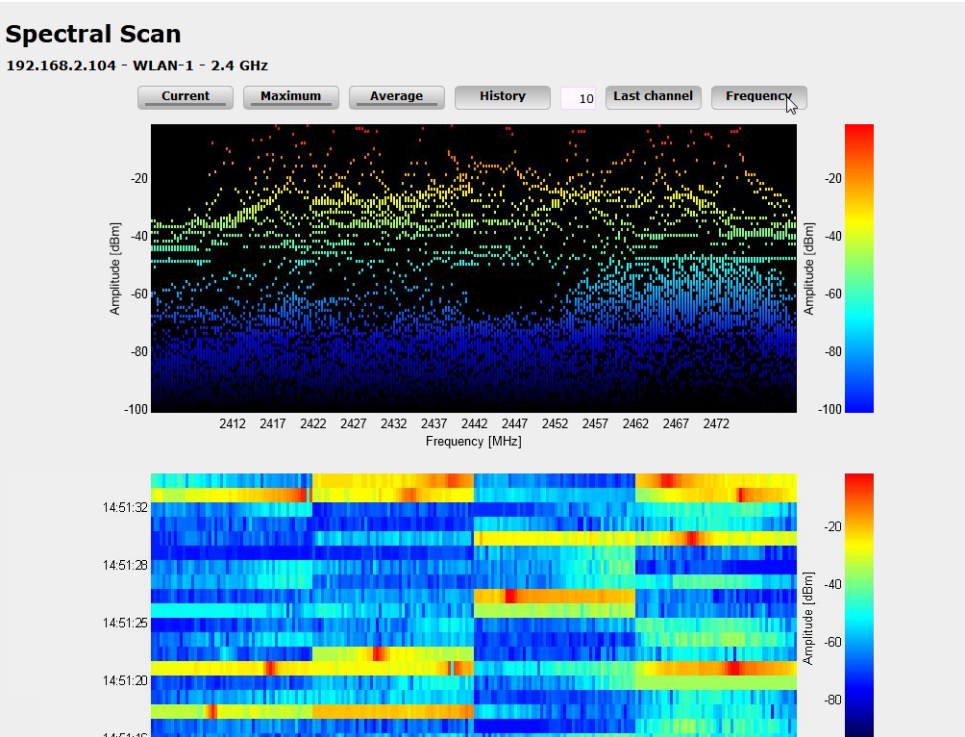 Spectral Scan
192.168.2.104 - WLAN-1 - 2.4 GHz
Current Maximum Average History 10 Last channel Frequency
-20 -20
-40 -40
-60 -60
-80 -80
-100 -100
Amplitude [dBm] Amplitude [dBm]
2412 2417 2422 2427 2432 2437 2442 2447 2452 2457 2462 2467 2472
Frequency [MHz]
14:51:32
14:51:28
14:51:25
14:51:20
-20
-40
-60
-80
Amplitude [dBm]